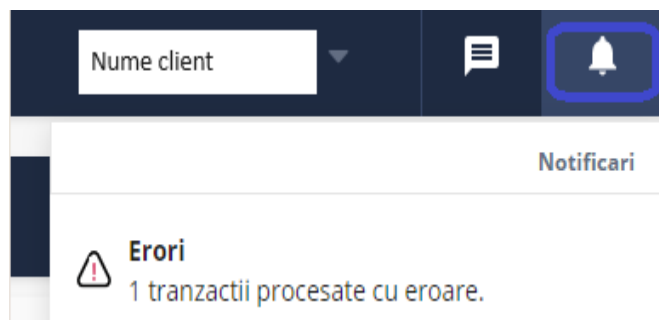 Nume client
Notificari
Erori
1 tranzactii procesate cu eroare.